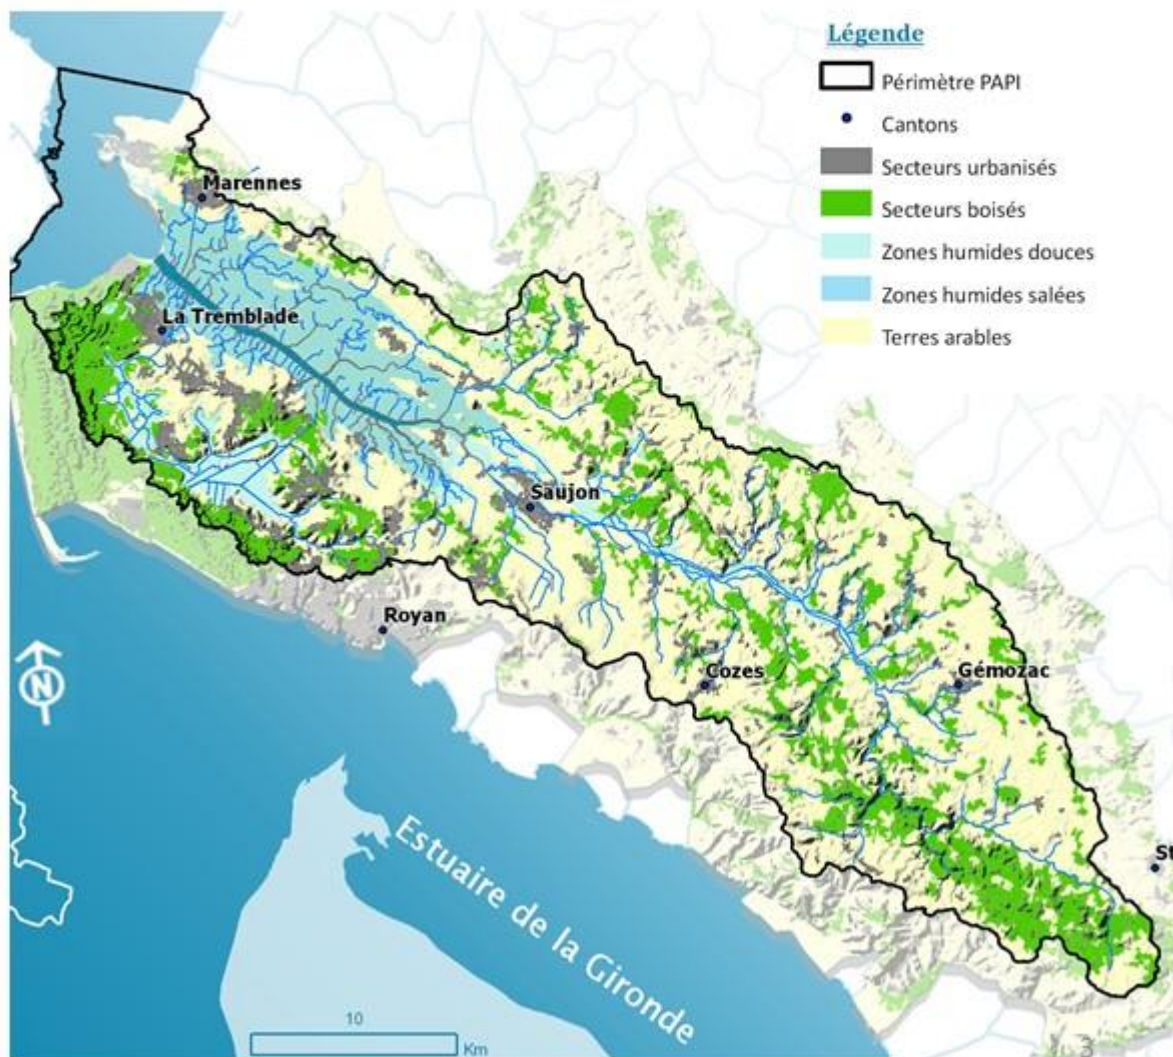 Légende
Périmètre PAPI
Cantons
Secteurs urbanisés
Secteurs boisés
Zones humides douces
Zones humides salées
Terres arables
Marennes
La Tremblade
Saujon
Royan
Cozes
Gémozac
St
N
Estuaire de la Gironde
10
Km